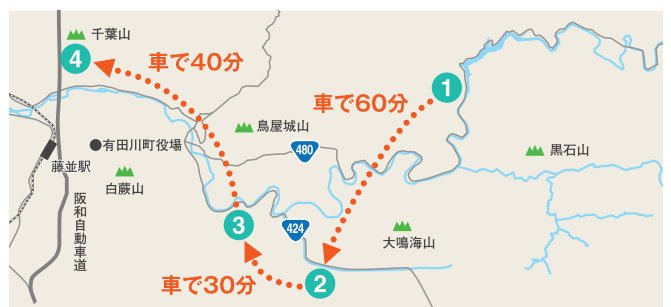 千葉山
4
車で40分
1
車で60分
鳥屋城山
有田川町役場
480
黒石山
藤並駅
白蕨山
阪和自動車道
3
424
大鳴海山
車で30分
2